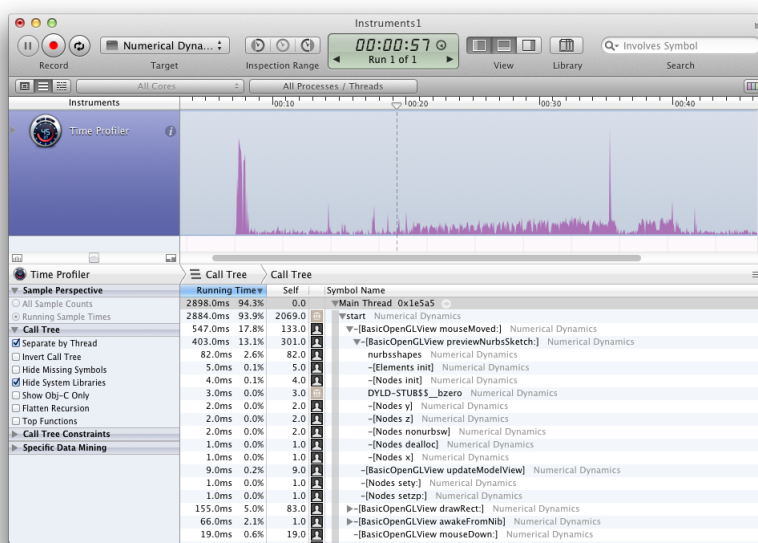 Instruments1
Numerical Dyna...
00:00:57
Run 1 of 1
Involves Symbol
Record Target Inspection Range View Library Search
All Cores All Processes / Threads
Instruments 00:10 00:20 00:30 00:40
Time Profiler
Time Profiler Call Tree Call Tree
Sample Perspective
All Sample Counts
Running Sample Times
Call Tree
Separate by Thread
Invert Call Tree
Hide Missing Symbols
Hide System Libraries
Show Obj-C Only
Flatten Recursion
Top Functions
Call Tree Constraints
Specific Data Mining
Running Time Self Symbol Name
2898.0ms 94.3% 0.0 Main Thread 0x1e5a5
2884.0ms 93.9% 2069.0 start Numerical Dynamics
547.0ms 17.8% 133.0 -[BasicOpenGLView mouseMoved:] Numerical Dynamics
403.0ms 13.1% 301.0 -[BasicOpenGLView previewNurbsSketch:] Numerical Dynamics
82.0ms 2.6% 82.0 nurbsshapes Numerical Dynamics
5.0ms 0.1% 5.0 -[Elements init] Numerical Dynamics
4.0ms 0.1% 4.0 -[Nodes init] Numerical Dynamics
3.0ms 0.0% 3.0 DYLD-STUB$$__bzero Numerical Dynamics
2.0ms 0.0% 2.0 -[Nodes y] Numerical Dynamics
2.0ms 0.0% 2.0 -[Nodes z] Numerical Dynamics
2.0ms 0.0% 2.0 -[Nodes nonurbsw] Numerical Dynamics
1.0ms 0.0% 1.0 -[Nodes dealloc] Numerical Dynamics
1.0ms 0.0% 1.0 -[Nodes x] Numerical Dynamics
9.0ms 0.2% 9.0 -[BasicOpenGLView updateModelView] Numerical Dynamics
1.0ms 0.0% 1.0 -[Nodes sety:] Numerical Dynamics
1.0ms 0.0% 1.0 -[Nodes setzp:] Numerical Dynamics
155.0ms 5.0% 83.0 -[BasicOpenGLView drawRect:] Numerical Dynamics
66.0ms 2.1% 1.0 -[BasicOpenGLView awakeFromNib] Numerical Dynamics
19.0ms 0.6% 19.0 -[BasicOpenGLView mouseDown:] Numerical Dynamics